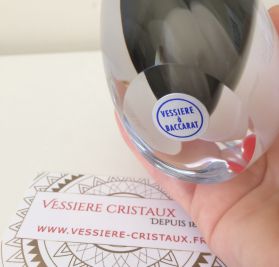 VESSIERE
à
BACCARAT
VESSIERE CRISTAUX
DEPUIS
WWW.VESSIERE-CRISTAUX.FR